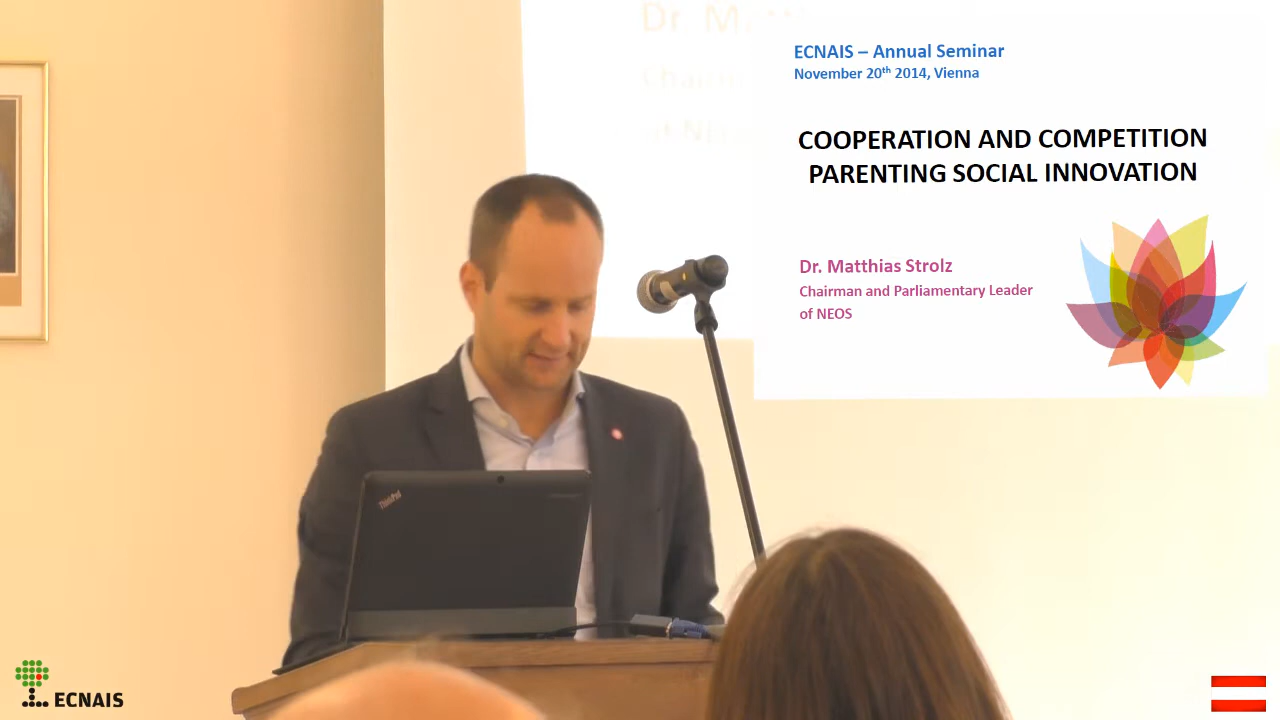 Dr. M
ECNAIS – Annual Seminar
November 20th 2014, Vienna
COOPERATION AND COMPETITION
PARENTING SOCIAL INNOVATION
Dr. Matthias Strolz
Chairman and Parliamentary Leader
of NEOS
ThinkPad
ECNAIS